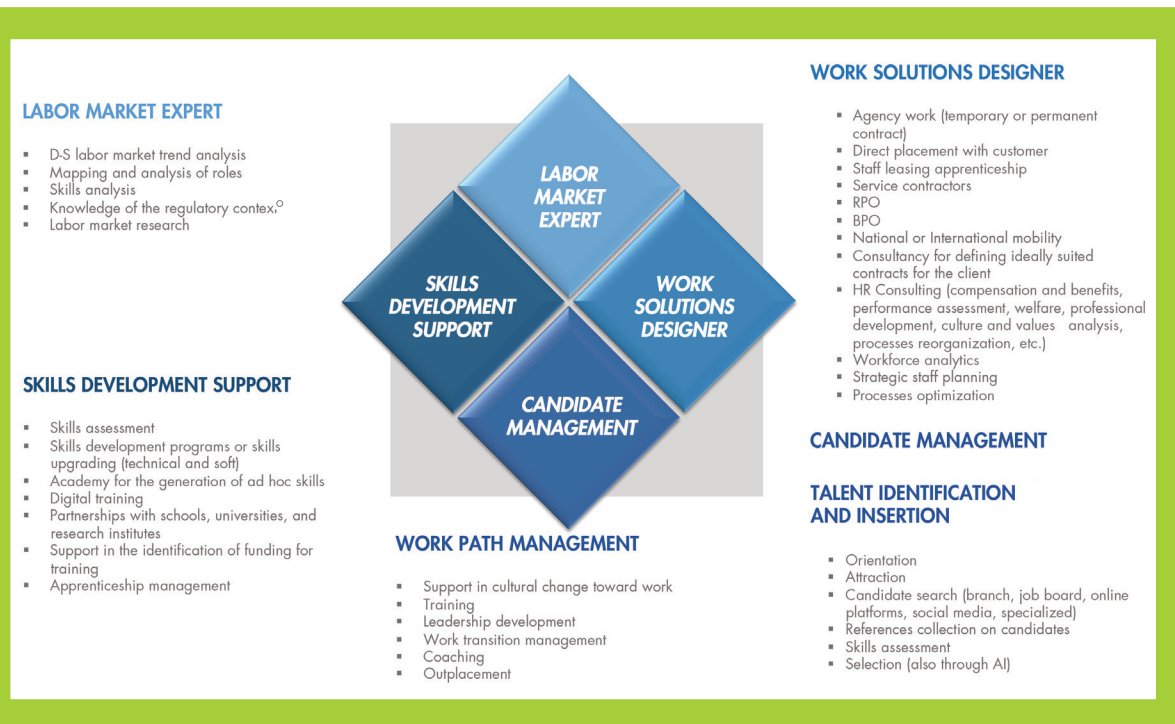 LABOR MARKET EXPERT
▪ D-S labor market trend analysis
▪ Mapping and analysis of roles
▪ Skills analysis
▪ Knowledge of the regulatory contex
▪ Labor market research
SKILLS DEVELOPMENT SUPPORT
▪ Skills assessment
▪ Skills development programs or skills
upgrading (technical and soft)
▪ Academy for the generation of ad hoc skills
▪ Digital training
▪ Partnerships with schools, universities, and
research institutes
▪ Support in the identification of funding for
training
▪ Apprenticeship management
LABOR
MARKET
EXPERT
SKILLS
DEVELOPMENT
SUPPORT
WORK
SOLUTIONS
DESIGNER
CANDIDATE
MANAGEMENT
WORK PATH MANAGEMENT
▪ Support in cultural change toward work
▪ Training
▪ Leadership development
▪ Work transition management
▪ Coaching
▪ Outplacement
WORK SOLUTIONS DESIGNER
▪ Agency work (temporary or permanent
contract)
▪ Direct placement with customer
▪ Staff leasing apprenticeship
▪ Service contractors
▪ RPO
▪ BPO
▪ National or International mobility
▪ Consultancy for defining ideally suited
contracts for the client
▪ HR Consulting (compensation and benefits,
performance assessment, welfare, professional
development, culture and values analysis,
processes reorganization, etc.)
▪ Workforce analytics
▪ Strategic staff planning
▪ Processes optimization
CANDIDATE MANAGEMENT
TALENT IDENTIFICATION
AND INSERTION
▪ Orientation
▪ Attraction
▪ Candidate search (branch, job board, online
platforms, social media, specialized)
▪ References collection on candidates
▪ Skills assessment
▪ Selection (also through AI)